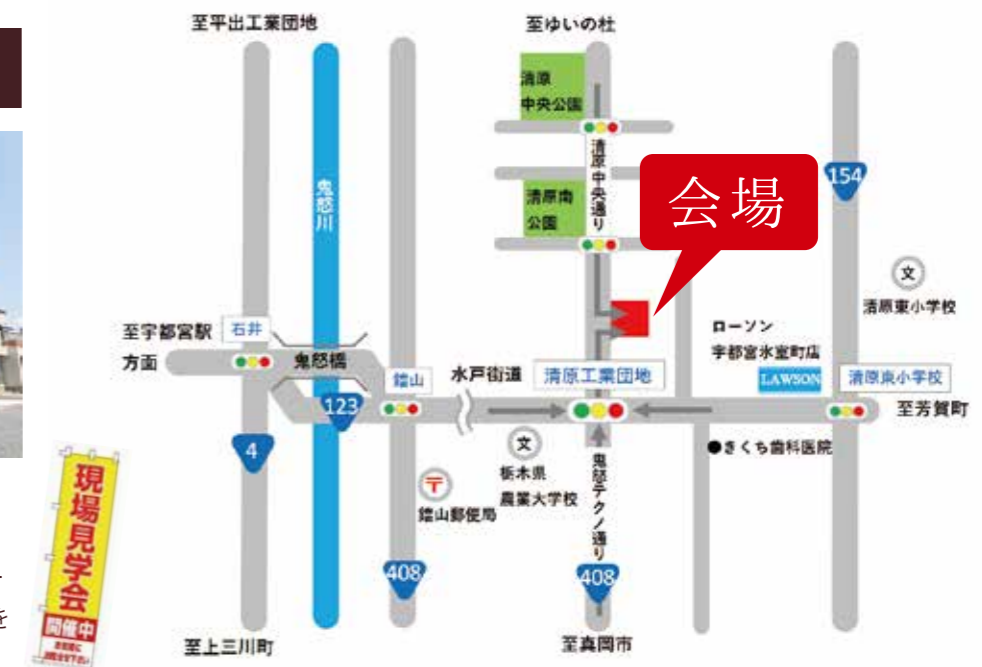 至平出工業団地
至ゆいの杜
清原
中央公園
清原中央通り
鬼怒川
清原南
公園
会場
154
文
清原東小学校
至宇都宮駅
方面
石井
鬼怒橋
鐺山
水戸街道
清原工業団地
ローソン
宇都宮氷室町店
LAWSON
清原東小学校
至芳賀町
123
4
文
栃木県
農業大学校
●きくち歯科医院
鬼怒テクノ通り
〒
鐺山郵便局
408
408
現場見学会
開催中
を
至上三川町
至真岡市